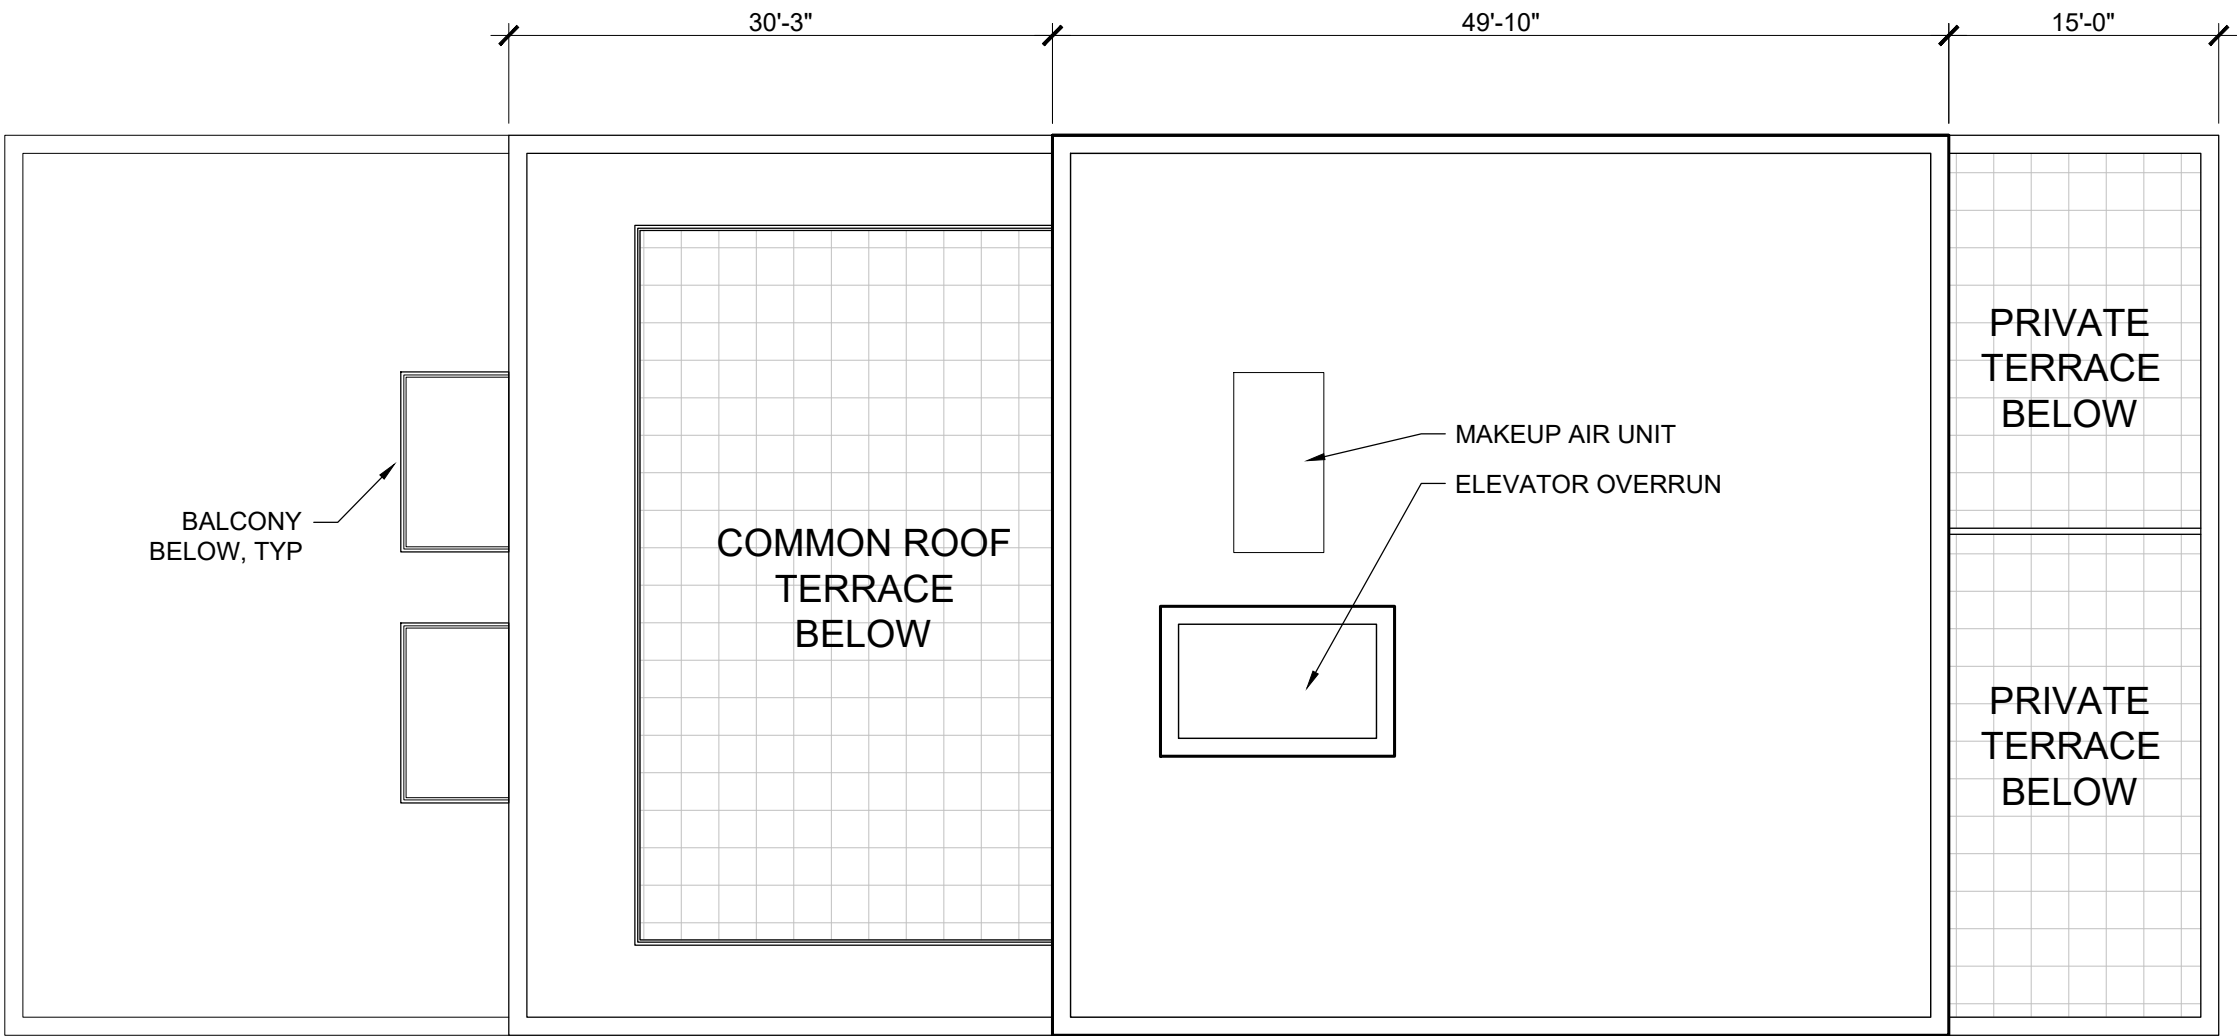 30'-3"
49'-10"
15'-0"
PRIVATE
TERRACE
BELOW
MAKEUP AIR UNIT
ELEVATOR OVERRUN
BALCONY
BELOW, TYP
COMMON ROOF
TERRACE
BELOW
PRIVATE
TERRACE
BELOW